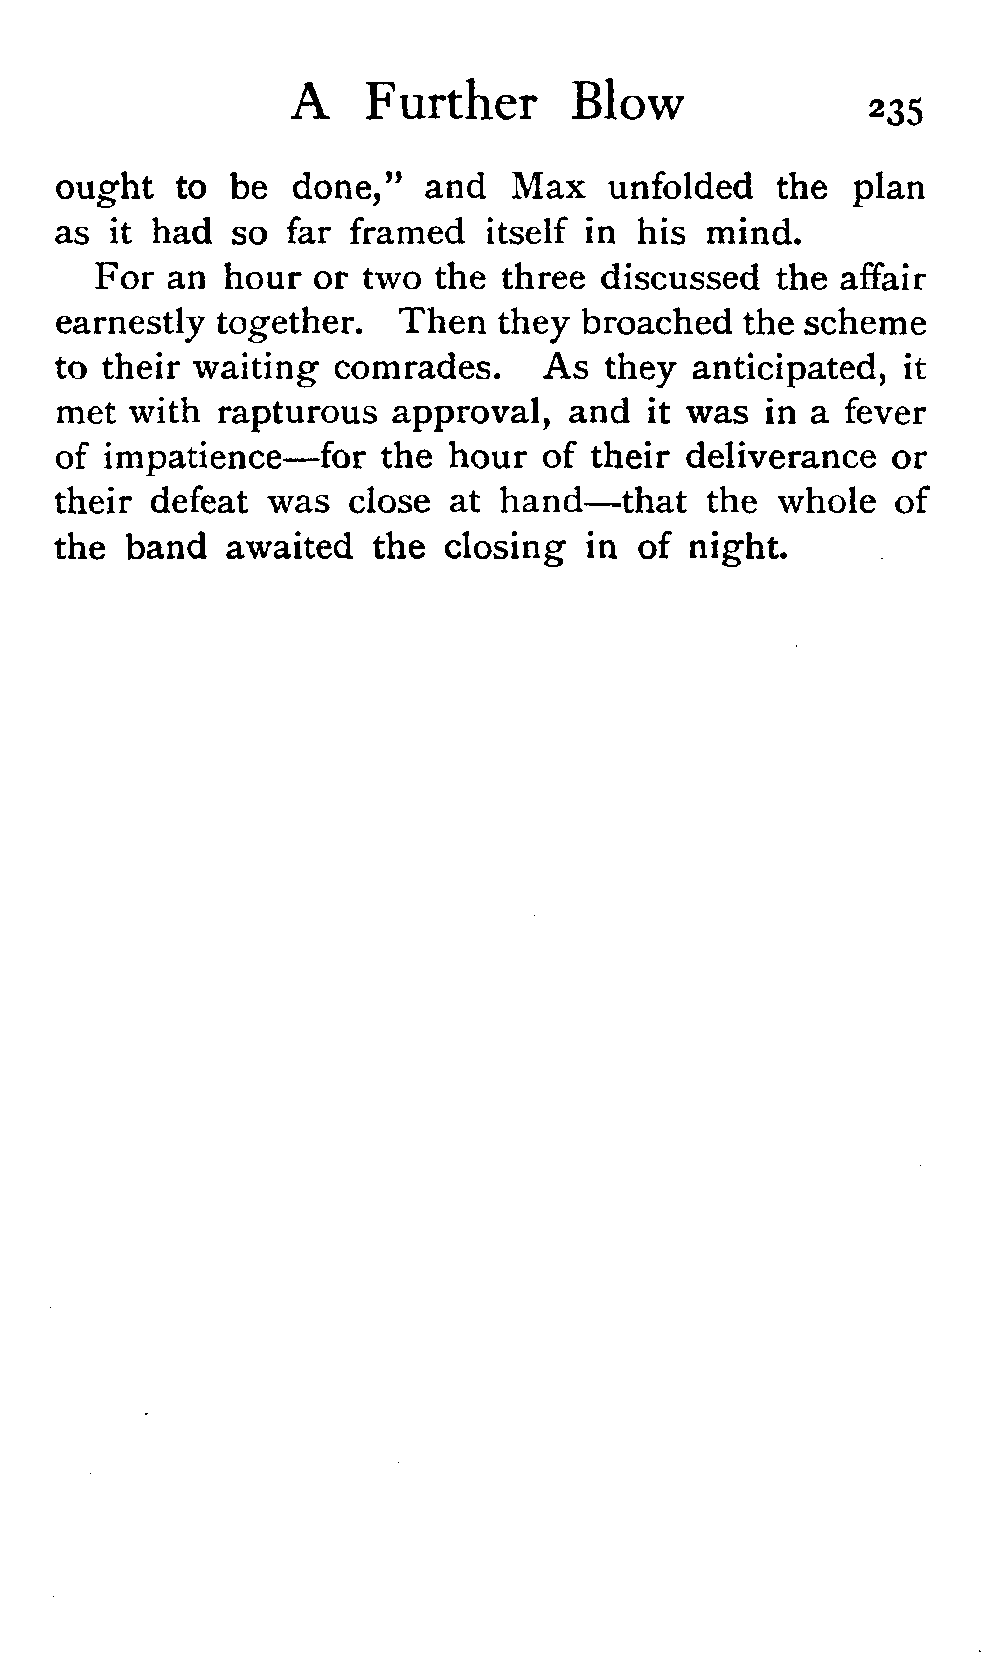 A Further Blow 235
ought to be done,” and Max unfolded the plan
as it had so far framed itself in his mind.
For an hour or two the three discussed the affair
earnestly together. Then they broached the scheme
to their waiting comrades. As they anticipated, it
met with rapturous approval, and it was in a fever
of impatience—for the hour of their deliverance or
their defeat was close at hand—that the whole of
the band awaited the closing in of night.